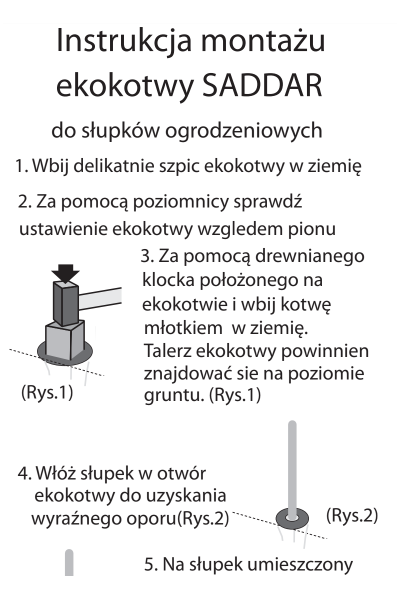 Instrukcja montażu
ekokotwy SADDAR
do słupków ogrodzeniowych
1. Wbij delikatnie szpic ekokotwy w ziemię
2. Za pomocą poziomnicy sprawdź
ustawienie ekokotwy wzgledem pionu
3. Za pomocą drewnianego
klocka położonego na
ekokotwie i wbij kotwę
młotkiem w ziemię.
Talerz ekokotwy powinnien
znajdować sie na poziomie
gruntu. (Rys.1)
(Rys.1)
4. Włóż słupek w otwór
ekokotwy do uzyskania
wyraźnego oporu(Rys.2)
(Rys.2)
5. Na słupek umieszczony